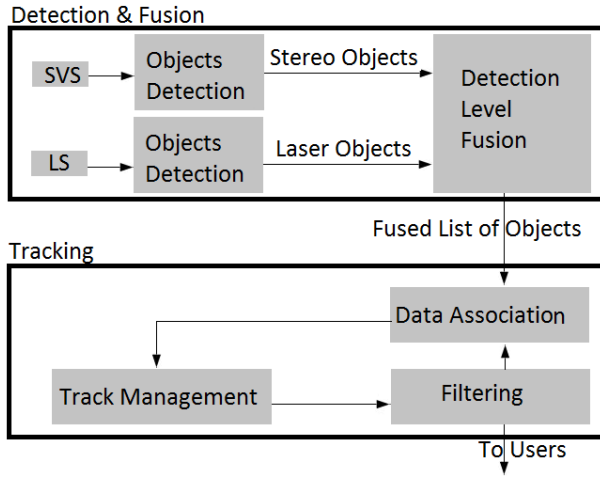 Detection & Fusion
SVS
Objects
Detection
Stereo Objects
Detection
Level
Fusion
LS
Objects
Detection
Laser Objects
Fused List of Objects
Tracking
Data Association
Track Management
Filtering
To Users